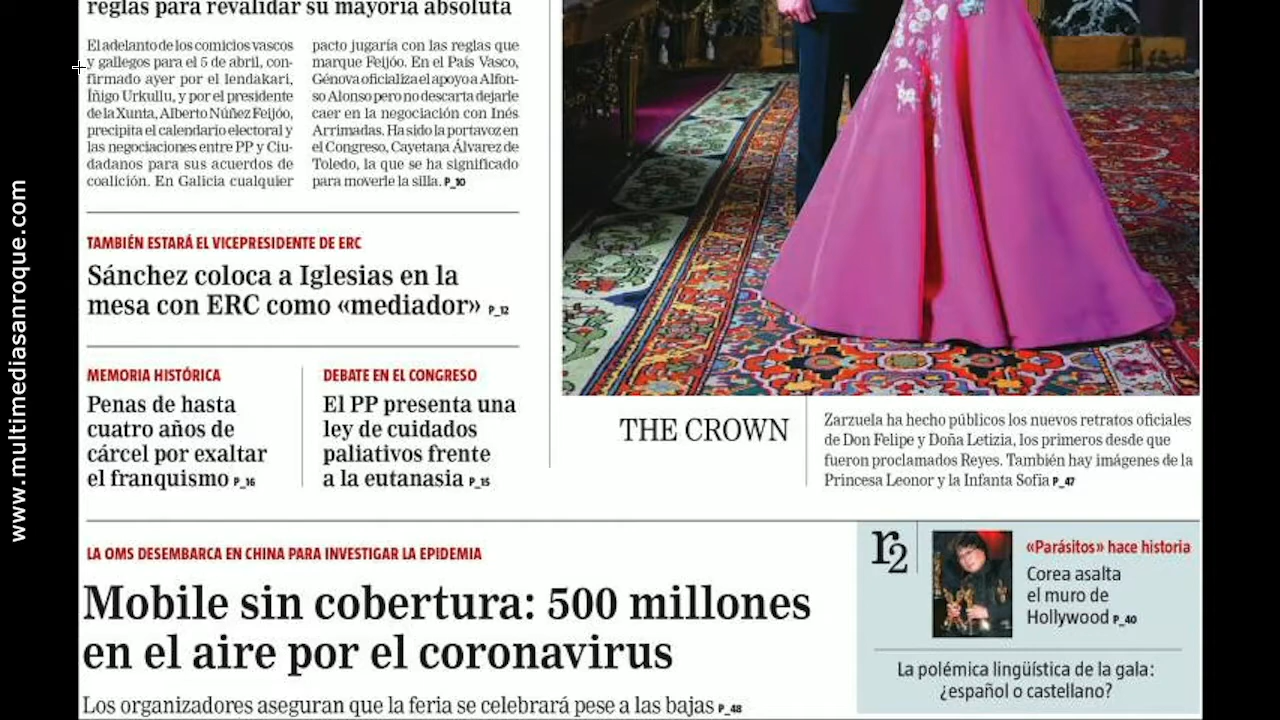 www.multimediasanroque.com
reglas para revalidar su mayoría absoluta
El adelanto de los comicios vascos
y gallegos para el 5 de abril, con-
firmado ayer por el lendakari,
Íñigo Urkullu, y por el presidente
de la Xunta, Alberto Núñez Feijóo,
precipita el calendario electoral y
las negociaciones entre PP y Ciu-
dadanos para sus acuerdos de
coalición. En Galicia cualquier
pacto jugaría con las reglas que
marque Feijóo. En el País Vasco,
Génova oficializa el apoyo a Alfon-
so Alonso pero no descarta dejarle
caer en la negociación con Inés
Arrimadas. Ha sido la portavoz en
el Congreso, Cayetana Álvarez de
Toledo, la que se ha significado
para moverle la silla. P_10
TAMBIÉN ESTARÁ EL VICEPRESIDENTE DE ERC
Sánchez coloca a Iglesias en la
mesa con ERC como «mediador» P_12
MEMORIA HISTÓRICA
Penas de hasta
cuatro años de
cárcel por exaltar
el franquismo P_16
DEBATE EN EL CONGRESO
El PP presenta una
ley de cuidados
paliativos frente
a la eutanasia P_15
THE CROWN
Zarzuela ha hecho públicos los nuevos retratos oficiales
de Don Felipe y Doña Letizia, los primeros desde que
fueron proclamados Reyes. También hay imágenes de la
Princesa Leonor y la Infanta Sofía P_47
LA OMS DESEMBARCA EN CHINA PARA INVESTIGAR LA EPIDEMIA
Mobile sin cobertura: 500 millones
en el aire por el coronavirus
Los organizadores aseguran que la feria se celebrará pese a las bajas P_48
r2
«Parásitos» hace historia
Corea asalta
el muro de
Hollywood P_40
La polémica lingüística de la gala:
¿español o castellano?